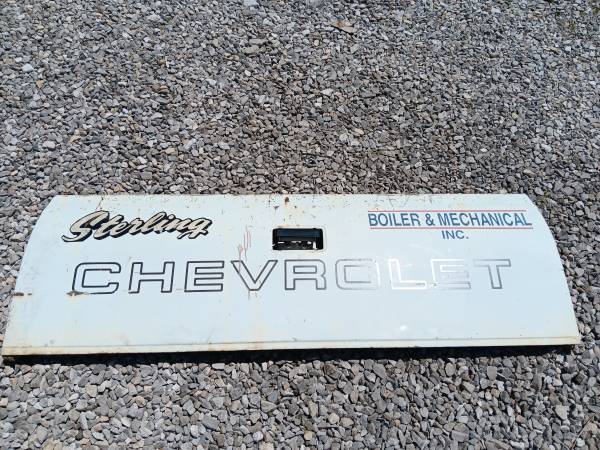 Sterling
BOILER & MECHANICAL
INC.
CHEVROLET